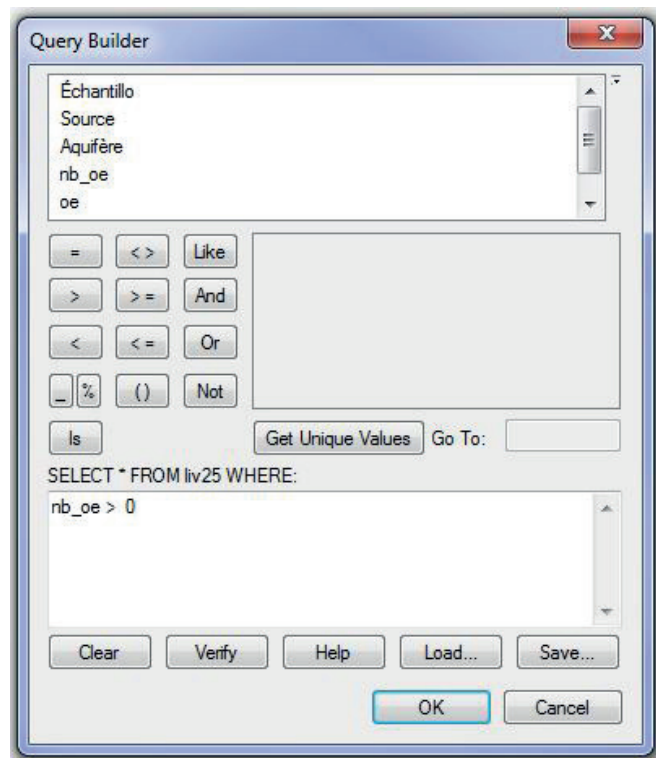 Query Builder
Échantillo
Source
Aquifère
nb_oe
oe
= <> Like
> >= And
< <= Or
_ % () Not
Is Get Unique Values Go To:
SELECT * FROM liv25 WHERE:
nb_oe > 0
Clear Verify Help Load... Save...
OK Cancel